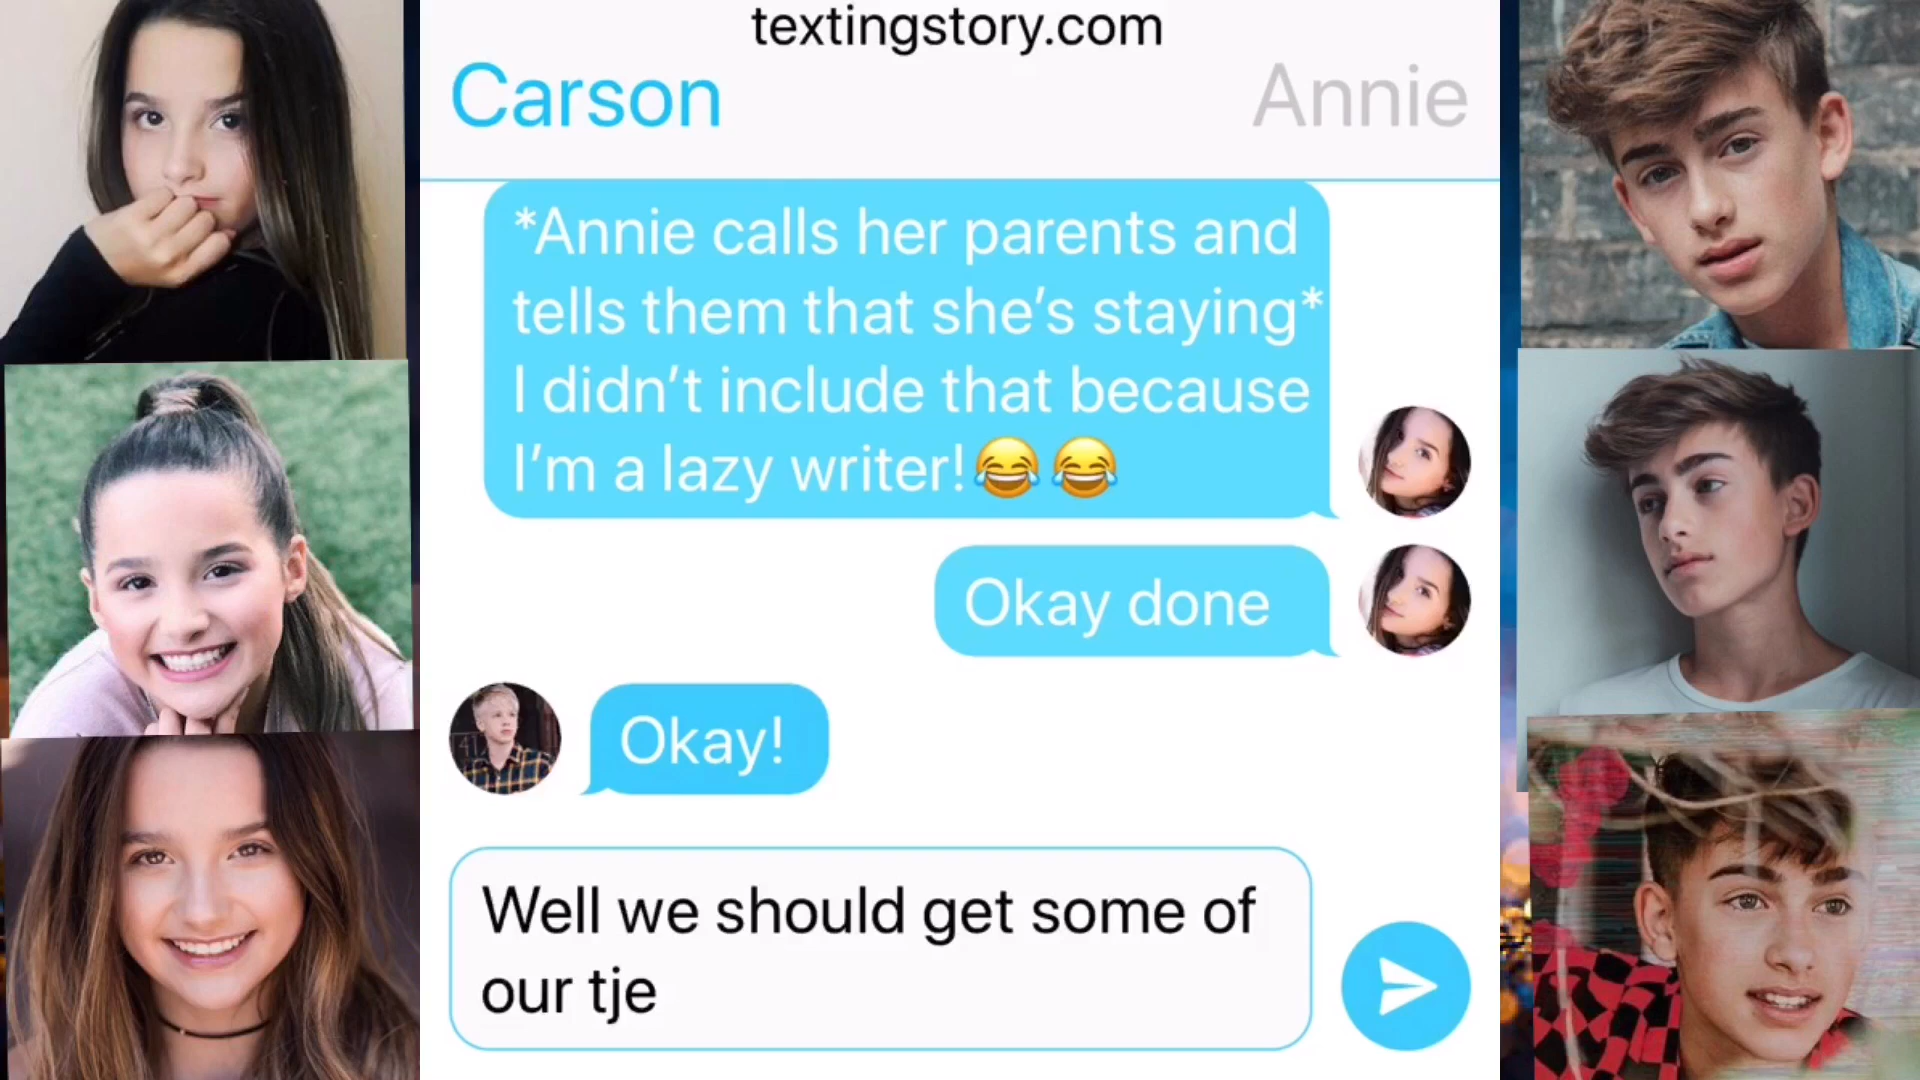 textingstory.com
Carson
Annie
*Annie calls her parents and
tells them that she’s staying*
I didn’t include that because
I’m a lazy writer!😂 😂
Okay done
Okay!
Well we should get some of
our tje